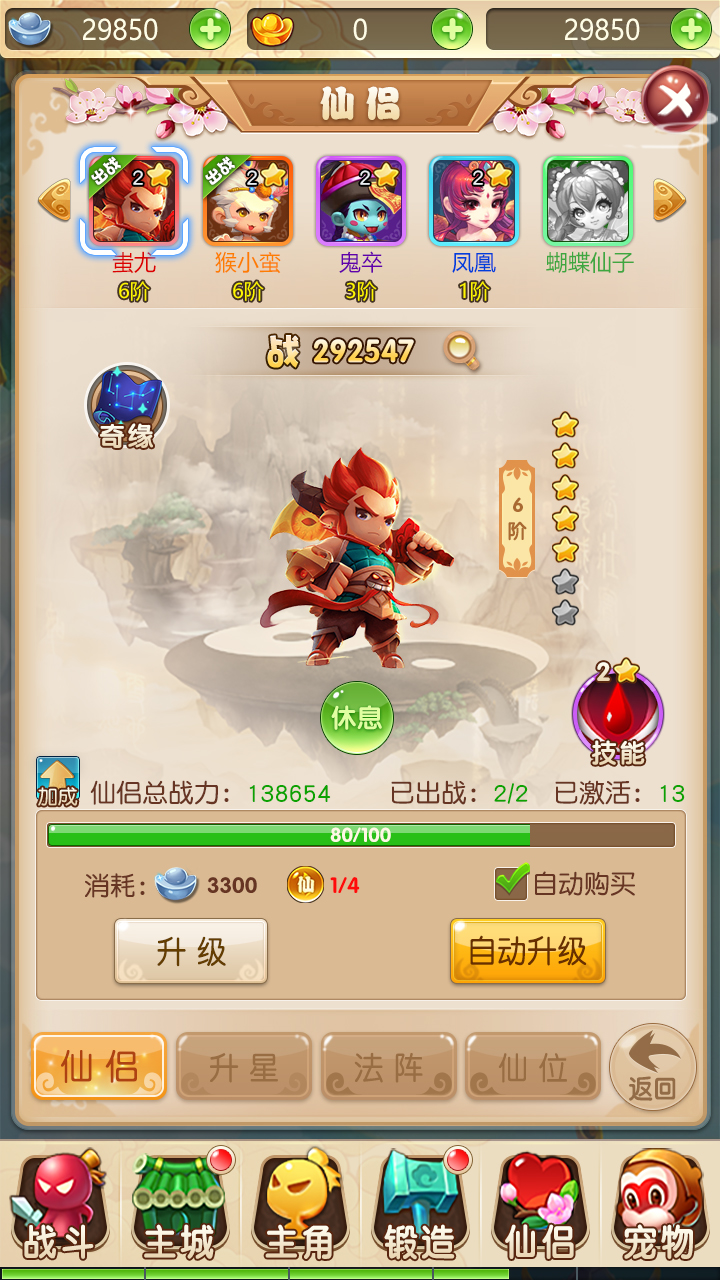 29850 0 29850
仙侣
出战 2 出战 2 2 2
蚩尤 猴小蛮 鬼卒 凤凰 蝴蝶仙子
6阶 6阶 3阶 1阶
战 292547
奇缘
6阶
2
休息
技能
加成 仙侣总战力: 138654 已出战: 2/2 已激活: 13
80/100
消耗: 3300 仙 1/4 自动购买
升级 自动升级
仙侣 升星 法阵 仙位 返回
战斗 主城 主角 锻造 仙侣 宠物